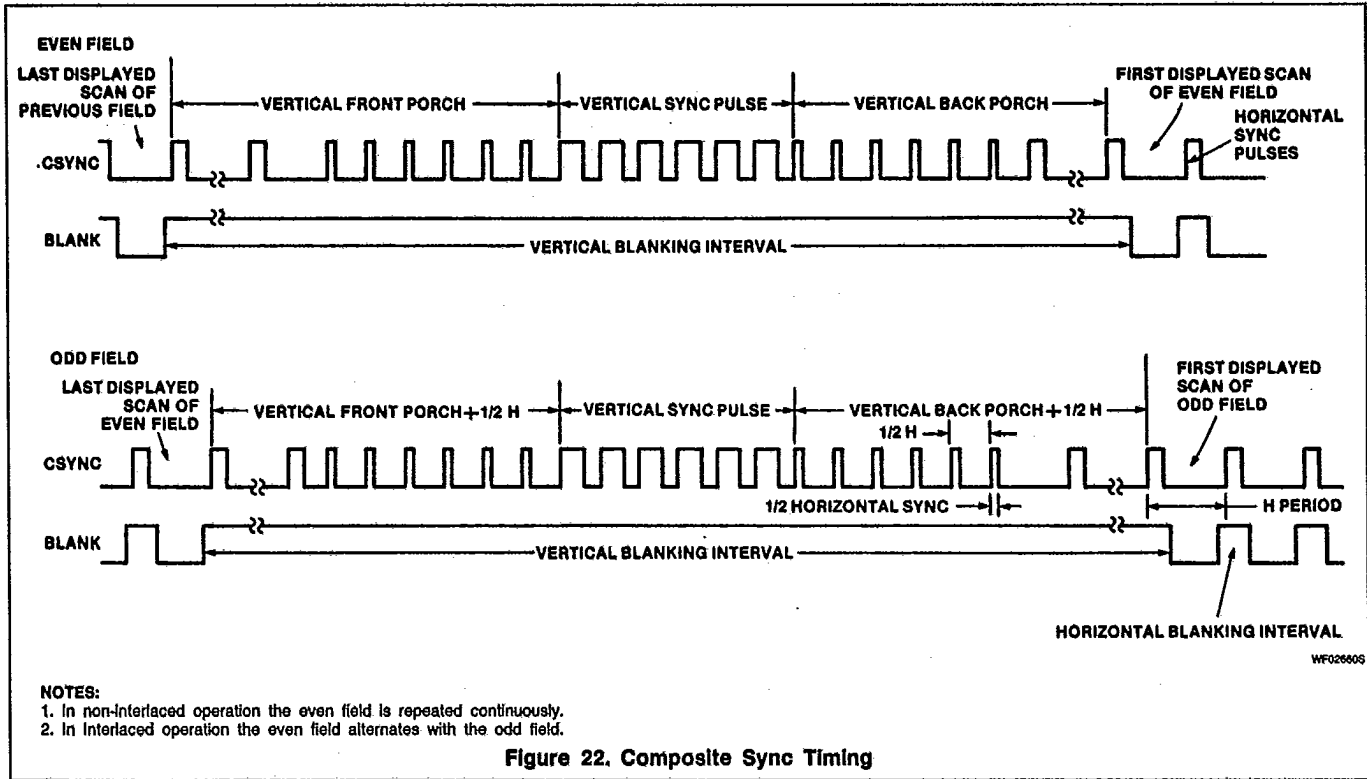 EVEN FIELD
LAST DISPLAYED
SCAN OF
PREVIOUS FIELD
VERTICAL FRONT PORCH
VERTICAL SYNC PULSE
VERTICAL BACK PORCH
FIRST DISPLAYED SCAN
OF EVEN FIELD
HORIZONTAL
SYNC
PULSES
CSYNC
BLANK
VERTICAL BLANKING INTERVAL
ODD FIELD
LAST DISPLAYED
SCAN OF
EVEN FIELD
VERTICAL FRONT PORCH+1/2 H
VERTICAL SYNC PULSE
VERTICAL BACK PORCH+1/2 H
FIRST DISPLAYED
SCAN OF
ODD FIELD
1/2 H
CSYNC
1/2 HORIZONTAL SYNC
H PERIOD
BLANK
VERTICAL BLANKING INTERVAL
HORIZONTAL BLANKING INTERVAL
WF02660S
NOTES:
1. In non-interlaced operation the even field is repeated continuously.
2. In interlaced operation the even field alternates with the odd field.
Figure 22. Composite Sync Timing